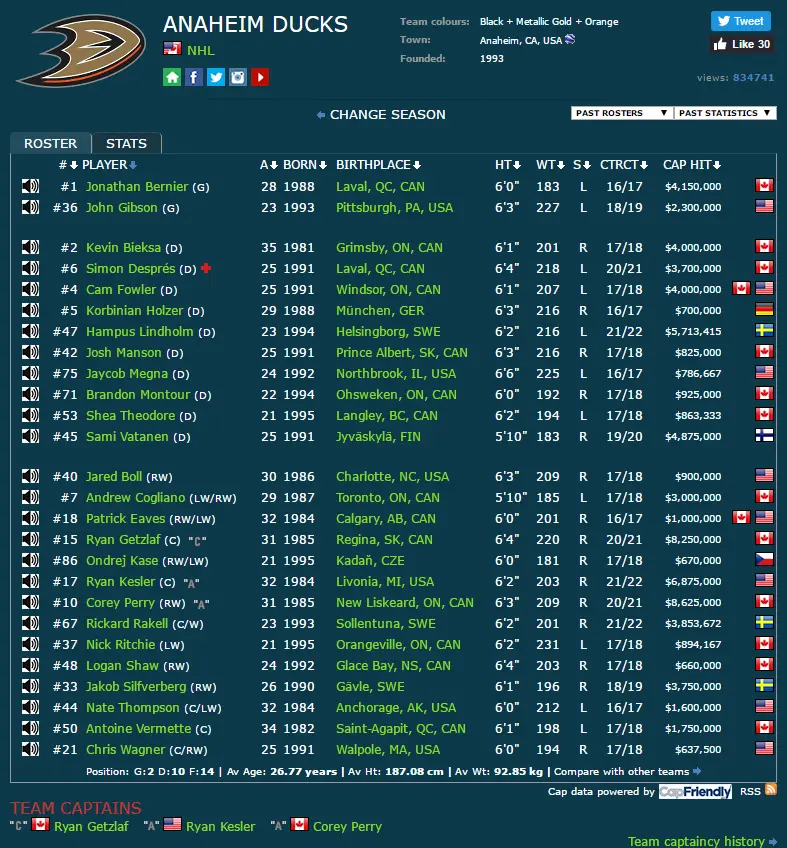 ANAHEIM DUCKS
NHL
Team colours: Black + Metallic Gold + Orange
Town: Anaheim, CA, USA
Founded: 1993
Tweet
Like 30
views: 834741
CHANGE SEASON
PAST ROSTERS ▼ PAST STATISTICS ▼
ROSTER STATS
# PLAYER A BORN BIRTHPLACE HT WT S CTRCT CAP HIT
#1 Jonathan Bernier (G) 28 1988 Laval, QC, CAN 6'0" 183 L 16/17 $4,150,000
#36 John Gibson (G) 23 1993 Pittsburgh, PA, USA 6'3" 227 L 18/19 $2,300,000
#2 Kevin Bieksa (D) 35 1981 Grimsby, ON, CAN 6'1" 201 R 17/18 $4,000,000
#6 Simon Després (D) 25 1991 Laval, QC, CAN 6'4" 218 L 20/21 $3,700,000
#4 Cam Fowler (D) 25 1991 Windsor, ON, CAN 6'1" 207 L 17/18 $4,000,000
#5 Korbinian Holzer (D) 29 1988 München, GER 6'3" 216 R 16/17 $700,000
#47 Hampus Lindholm (D) 23 1994 Helsingborg, SWE 6'2" 216 L 21/22 $5,713,415
#42 Josh Manson (D) 25 1991 Prince Albert, SK, CAN 6'3" 216 R 17/18 $825,000
#75 Jaycob Megna (D) 24 1992 Northbrook, IL, USA 6'6" 225 L 16/17 $786,667
#71 Brandon Montour (D) 22 1994 Ohsweken, ON, CAN 6'0" 192 R 17/18 $925,000
#53 Shea Theodore (D) 21 1995 Langley, BC, CAN 6'2" 194 L 17/18 $863,333
#45 Sami Vatanen (D) 25 1991 Jyväskylä, FIN 5'10" 183 R 19/20 $4,875,000
#40 Jared Boll (RW) 30 1986 Charlotte, NC, USA 6'3" 209 R 17/18 $900,000
#7 Andrew Cogliano (LW/RW) 29 1987 Toronto, ON, CAN 5'10" 185 L 17/18 $3,000,000
#18 Patrick Eaves (RW/LW) 32 1984 Calgary, AB, CAN 6'0" 201 R 16/17 $1,000,000
#15 Ryan Getzlaf (C) "C" 31 1985 Regina, SK, CAN 6'4" 220 R 20/21 $8,250,000
#86 Ondrej Kase (RW/LW) 21 1995 Kadaň, CZE 6'0" 181 R 17/18 $670,000
#17 Ryan Kesler (C) "A" 32 1984 Livonia, MI, USA 6'2" 203 R 21/22 $6,875,000
#10 Corey Perry (RW) "A" 31 1985 New Liskeard, ON, CAN 6'3" 209 R 20/21 $8,625,000
#67 Rickard Rakell (C/W) 23 1993 Sollentuna, SWE 6'2" 201 R 21/22 $3,853,672
#37 Nick Ritchie (LW) 21 1995 Orangeville, ON, CAN 6'2" 231 L 17/18 $894,167
#48 Logan Shaw (RW) 24 1992 Glace Bay, NS, CAN 6'4" 203 R 17/18 $660,000
#33 Jakob Silfverberg (RW) 26 1990 Gävle, SWE 6'1" 196 R 18/19 $3,750,000
#44 Nate Thompson (C/LW) 32 1984 Anchorage, AK, USA 6'0" 212 L 16/17 $1,600,000
#50 Antoine Vermette (C) 34 1982 Saint-Agapit, QC, CAN 6'1" 198 L 17/18 $1,750,000
#21 Chris Wagner (C/RW) 25 1991 Walpole, MA, USA 6'0" 194 R 17/18 $637,500
Position: G:2 D:10 F:14 | Av Age: 26.77 years | Av Ht: 187.08 cm | Av Wt: 92.85 kg | Compare with other teams
Cap data powered by CapFriendly RSS
TEAM CAPTAINS
"C" Ryan Getzlaf "A" Ryan Kesler "A" Corey Perry
Team captaincy history